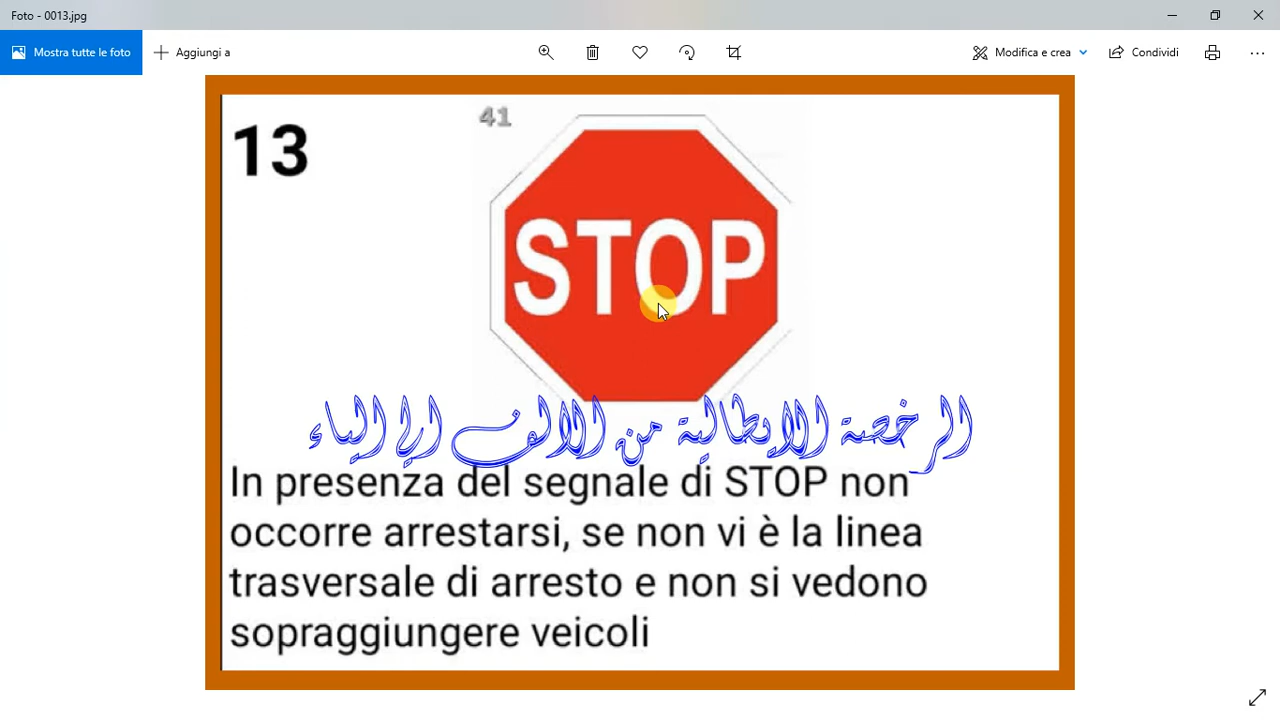 Foto - 0013.jpg
Mostra tutte le foto
Aggiungi a
Modifica e crea
Condividi
41
13
STOP
الرخصة الايطالية من الالف الي الياء
In presenza del segnale di STOP non
occorre arrestarsi, se non vi è la linea
trasversale di arresto e non si vedono
sopraggiungere veicoli